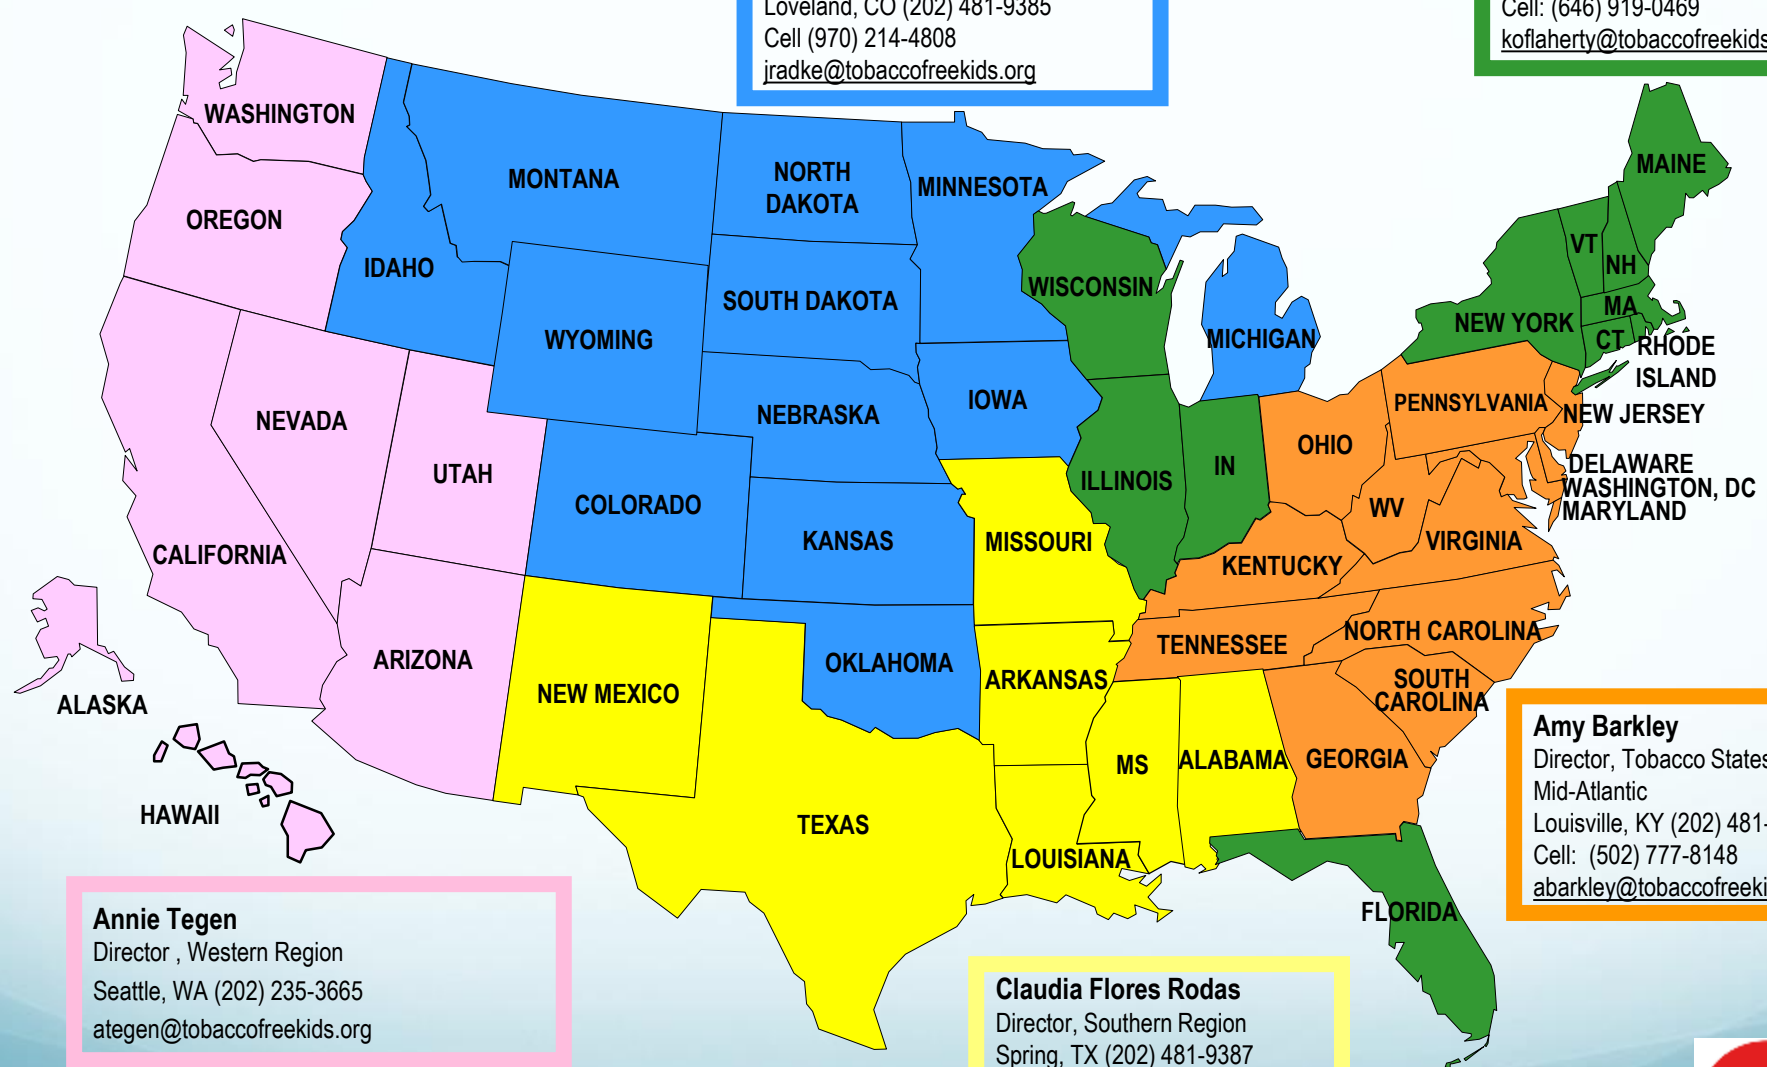 Loveland, CO (202) 481-9385
Cell (970) 214-4808
jradke@tobaccofreekids.org
Cell: (646) 919-0469
koflaherty@tobaccofreekids
WASHINGTON
OREGON
IDAHO
MONTANA
NORTH
DAKOTA
MINNESOTA
WISCONSIN
MICHIGAN
MAINE
VT
NH
MA
NEW YORK
CT
RHODE
ISLAND
WYOMING
SOUTH DAKOTA
NEBRASKA
IOWA
PENNSYLVANIA
NEW JERSEY
NEVADA
UTAH
COLORADO
KANSAS
ILLINOIS
IN
OHIO
WV
DELAWARE
WASHINGTON, DC
MARYLAND
VIRGINIA
CALIFORNIA
MISSOURI
KENTUCKY
ARIZONA
NEW MEXICO
OKLAHOMA
ARKANSAS
TENNESSEE
NORTH CAROLINA
SOUTH
CAROLINA
ALASKA
HAWAII
TEXAS
LOUISIANA
MS
ALABAMA
GEORGIA
FLORIDA
Amy Barkley
Director, Tobacco States
Mid-Atlantic
Louisville, KY (202) 481-
Cell: (502) 777-8148
abarkley@tobaccofreeki
Annie Tegen
Director , Western Region
Seattle, WA (202) 235-3665
ategen@tobaccofreekids.org
Claudia Flores Rodas
Director, Southern Region
Spring, TX (202) 481-9387